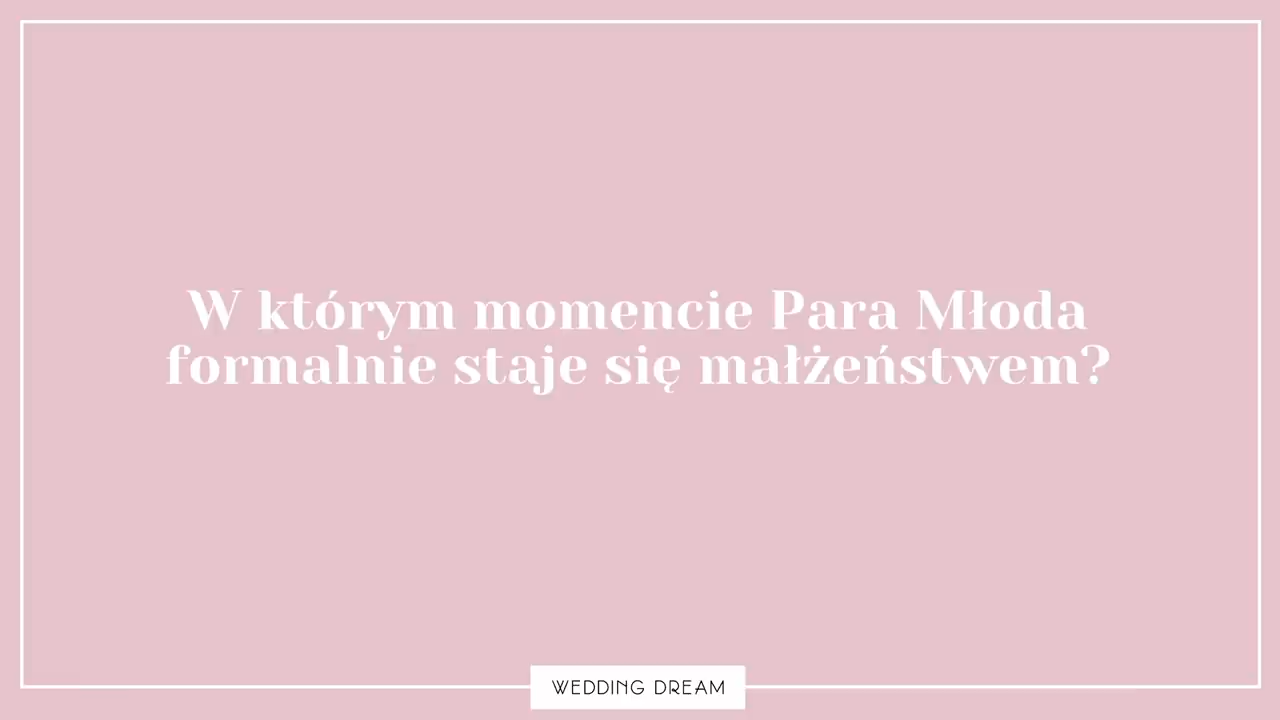 W którym momencie Para Młoda
formalnie staje się małżeństwem?
WEDDING DREAM